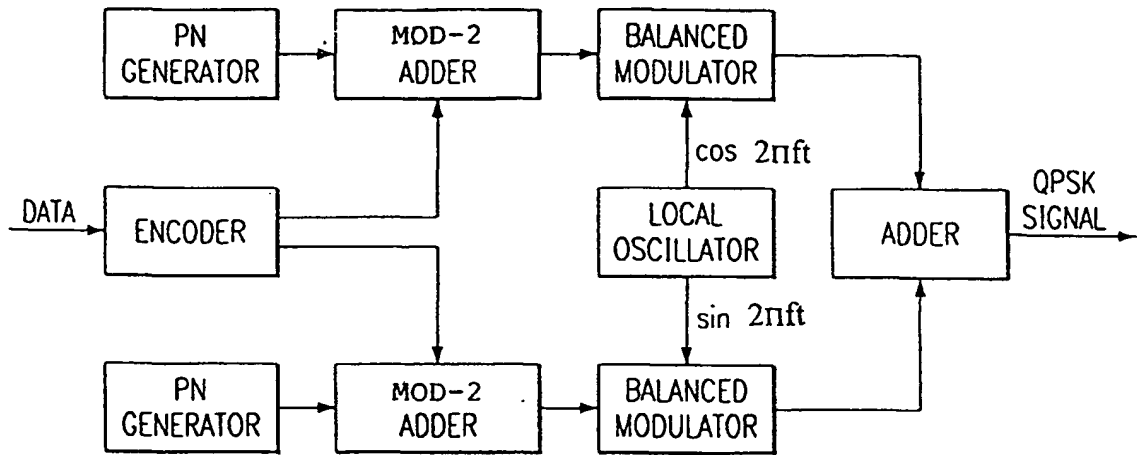 PN
GENERATOR
MOD-2
ADDER
BALANCED
MODULATOR
cos 2πft
DATA
ENCODER
LOCAL
OSCILLATOR
ADDER
QPSK
SIGNAL
sin 2πft
PN
GENERATOR
MOD-2
ADDER
BALANCED
MODULATOR